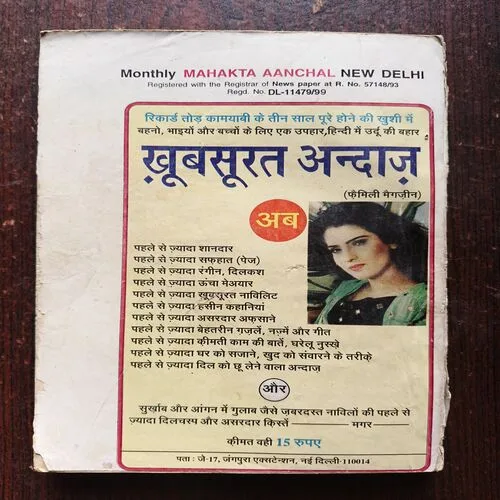 Monthly MAHAKTA AANCHAL NEW DELHI
Registered with the Registrar of News paper at R. No. 57148/93
Regd. No. DL-11479/99
रिकार्ड तोड़ कामयाबी के तीन साल पूरे होने की खुशी में
बहनो, भाइयों और बच्चों के लिए एक उपहार,हिन्दी में उर्दू की बहार
ख़ूबसूरत अन्दाज़
(फ़ेमिली मैगज़ीन)
अब
पहले से ज़्यादा शानदार
पहले से ज़्यादा सफ़हात (पेज)
पहले से ज़्यादा रंगीन, दिलकश
पहले से ज़्यादा ऊंचा मेअयार
पहले से ज़्यादा ख़ूबसूरत नाविलिट
पहले से ज़्यादा हसीन कहानियां
पहले से ज़्यादा असरदार अफ़साने
पहले से ज़्यादा बेहतरीन ग़ज़लें, नज़्में और गीत
पहले से ज़्यादा क़ीमती काम की बातें, घरेलू नुस्ख़े
पहले से ज़्यादा घर को सजाने, खुद को संवारने के तरीक़े
पहले से ज़्यादा दिल को छू लेने वाला अन्दाज़
और
सुर्ख़ाब और आंगन में गुलाब जैसे ज़बरदस्त नाविलों की पहले से
ज़्यादा दिलचस्प और असरदार क़िस्तें ———— मगर ————
क़ीमत वही 15 रुपए
पता : जे-17, जंगपुरा एक्सटेन्शन, नई दिल्ली-110014